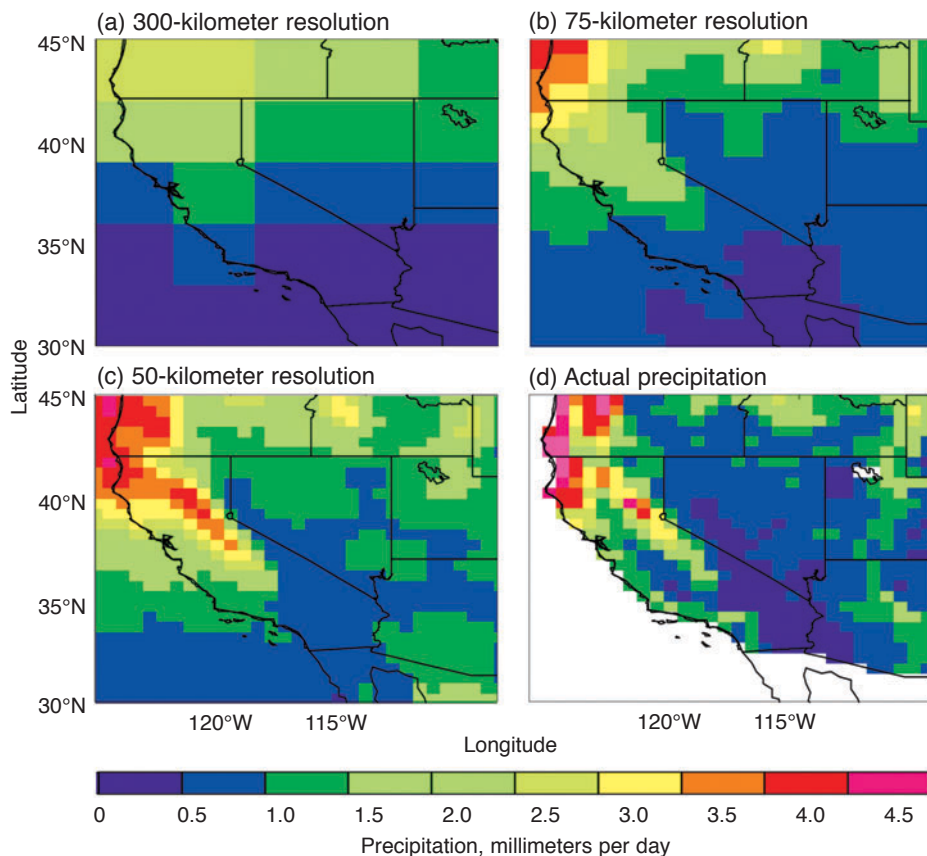 (a) 300-kilometer resolution
(b) 75-kilometer resolution
45°N
40°N
35°N
30°N
(c) 50-kilometer resolution
(d) Actual precipitation
Latitude
45°N
40°N
35°N
30°N
120°W 115°W
120°W 115°W
Longitude
0 0.5 1.0 1.5 2.0 2.5 3.0 3.5 4.0 4.5
Precipitation, millimeters per day